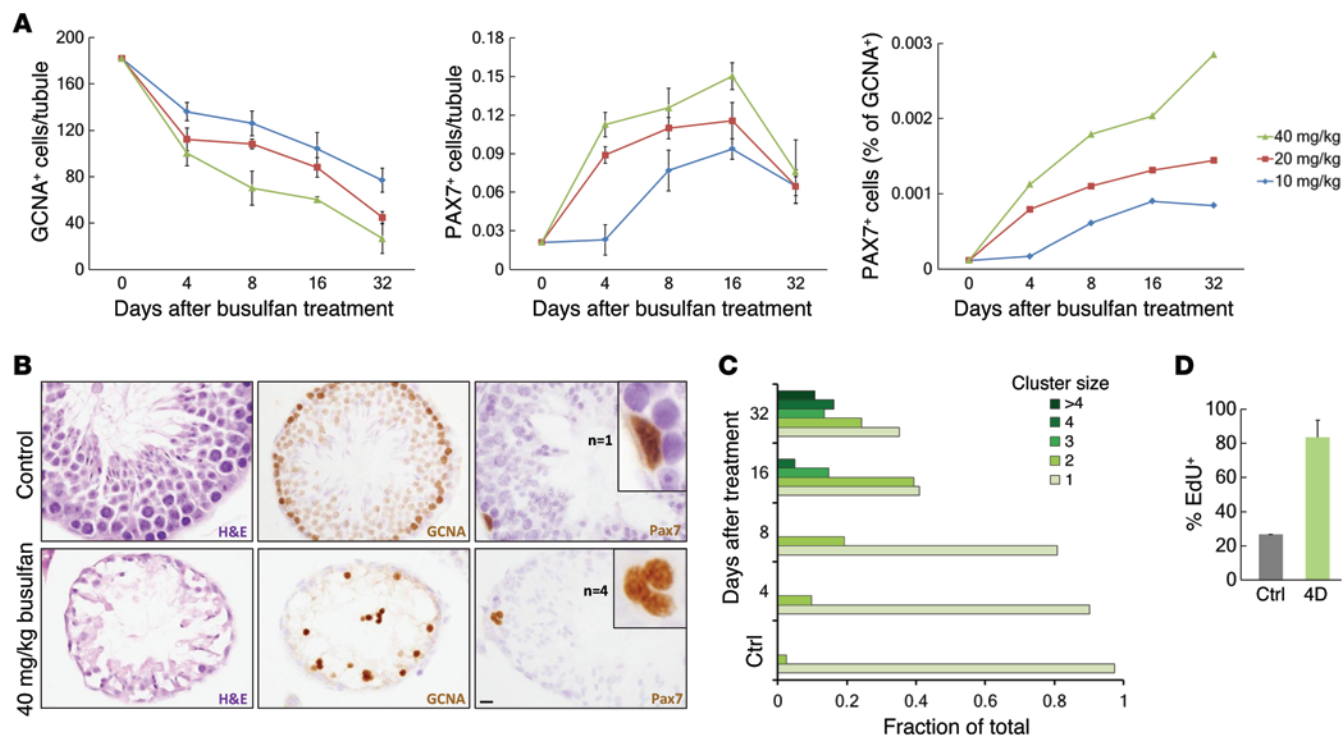 A
200
160
120
80
40
0
GCNA+ cells/tubule
0 4 8 16 32
Days after busulfan treatment
0.18
0.15
0.12
0.09
0.06
0.03
0
PAX7+ cells/tubule
0 4 8 16 32
Days after busulfan treatment
0.003
0.002
0.001
0
PAX7+ cells (% of GCNA+)
0 4 8 16 32
Days after busulfan treatment
40 mg/kg
20 mg/kg
10 mg/kg
B
Control
H&E
GCNA
n=1
Pax7
40 mg/kg busulfan
H&E
GCNA
n=4
Pax7
C
Cluster size
>4
4
3
2
1
Days after treatment
32
16
8
4
Ctrl
0 0.2 0.4 0.6 0.8 1
Fraction of total
D
% EdU+
100
80
60
40
20
0
Ctrl 4D